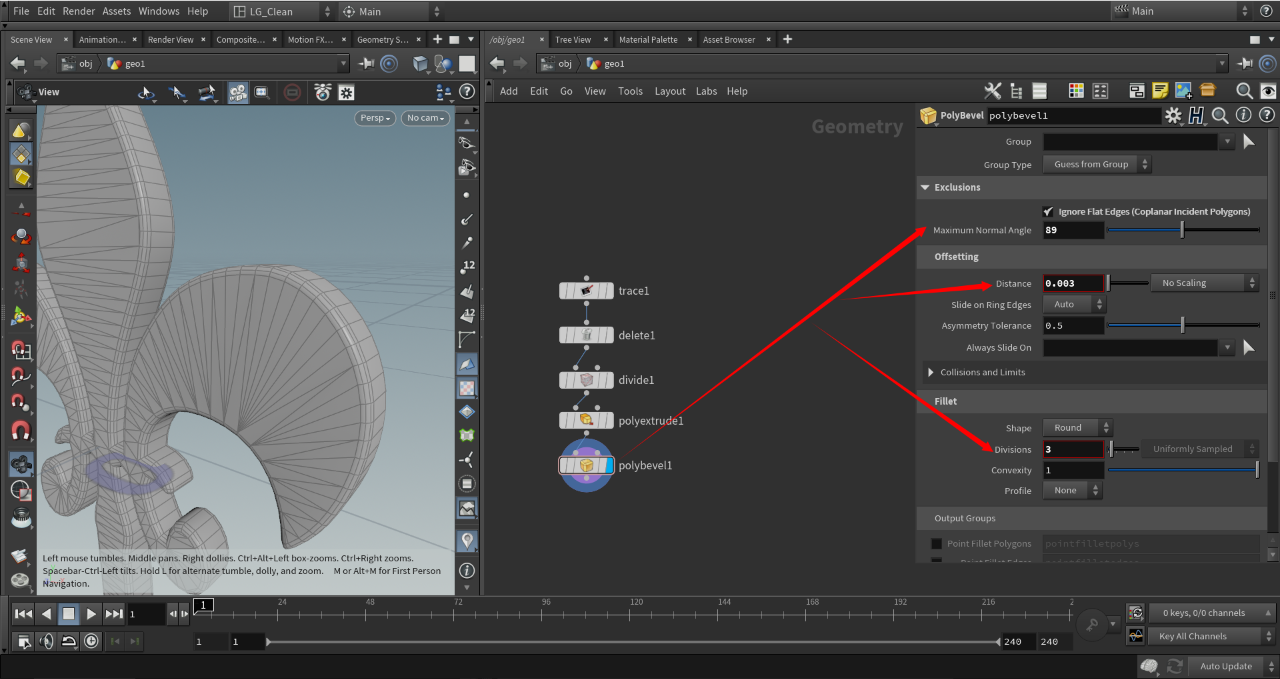 File Edit Render Assets Windows Help LG_Clean Main Main
Scene View Animation... Render View Composite... Motion FX... Geometry S...
/obj/geo1 Tree View Material Palette Asset Browser
obj geo1
obj geo1
View
Add Edit Go View Tools Layout Labs Help
Persp No cam
12
12
Left mouse tumbles. Middle pans. Right dollies. Ctrl+Alt+Left box-zooms. Ctrl+Right zooms.
Spacebar-Ctrl-Left tilts. Hold L for alternate tumble, dolly, and zoom. M or Alt+M for First Person
Navigation.
Geometry
trace1
delete1
divide1
polyextrude1
polybevel1
PolyBevel polybevel1
Group
Group Type Guess from Group
Exclusions
Ignore Flat Edges (Coplanar Incident Polygons)
Maximum Normal Angle 89
Offsetting
Distance 0.003 No Scaling
Slide on Ring Edges Auto
Asymmetry Tolerance 0.5
Always Slide On
Collisions and Limits
Fillet
Shape Round
Divisions 3 Uniformly Sampled
Convexity 1
Profile None
Output Groups
Point Fillet Polygons pointfilletpolys
1 1 24 48 72 96 120 144 168 192 216 2
0 keys, 0/0 channels
1 1 240 240
Key All Channels
Auto Update